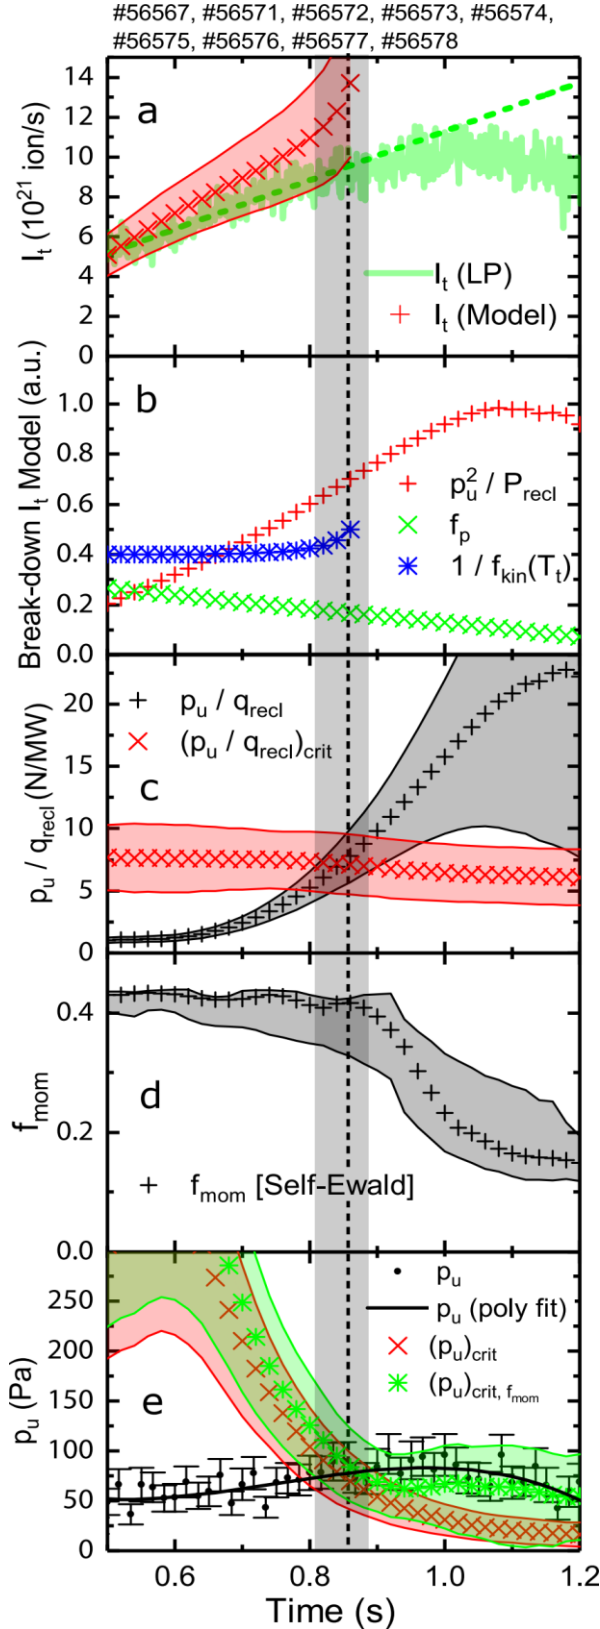 #56567, #56571, #56572, #56573, #56574,
#56575, #56576, #56577, #56578
a
I_t (10^21 ion/s)
14
12
10
8
6
4
2
0
I_t (LP)
I_t (Model)
b
Break-down I_t Model (a.u.)
1.0
0.8
0.6
0.4
0.2
0.0
p_u^2 / P_recl
f_p
1 / f_kin(T_t)
c
p_u / q_recl (N/MW)
20
15
10
5
0
p_u / q_recl
(p_u / q_recl)_crit
d
f_mom
0.4
0.2
0.0
f_mom [Self-Ewald]
e
p_u (Pa)
250
200
150
100
50
0
p_u
p_u (poly fit)
(p_u)_crit
(p_u)_crit, f_mom
0.6
0.8
1.0
1.2
Time (s)